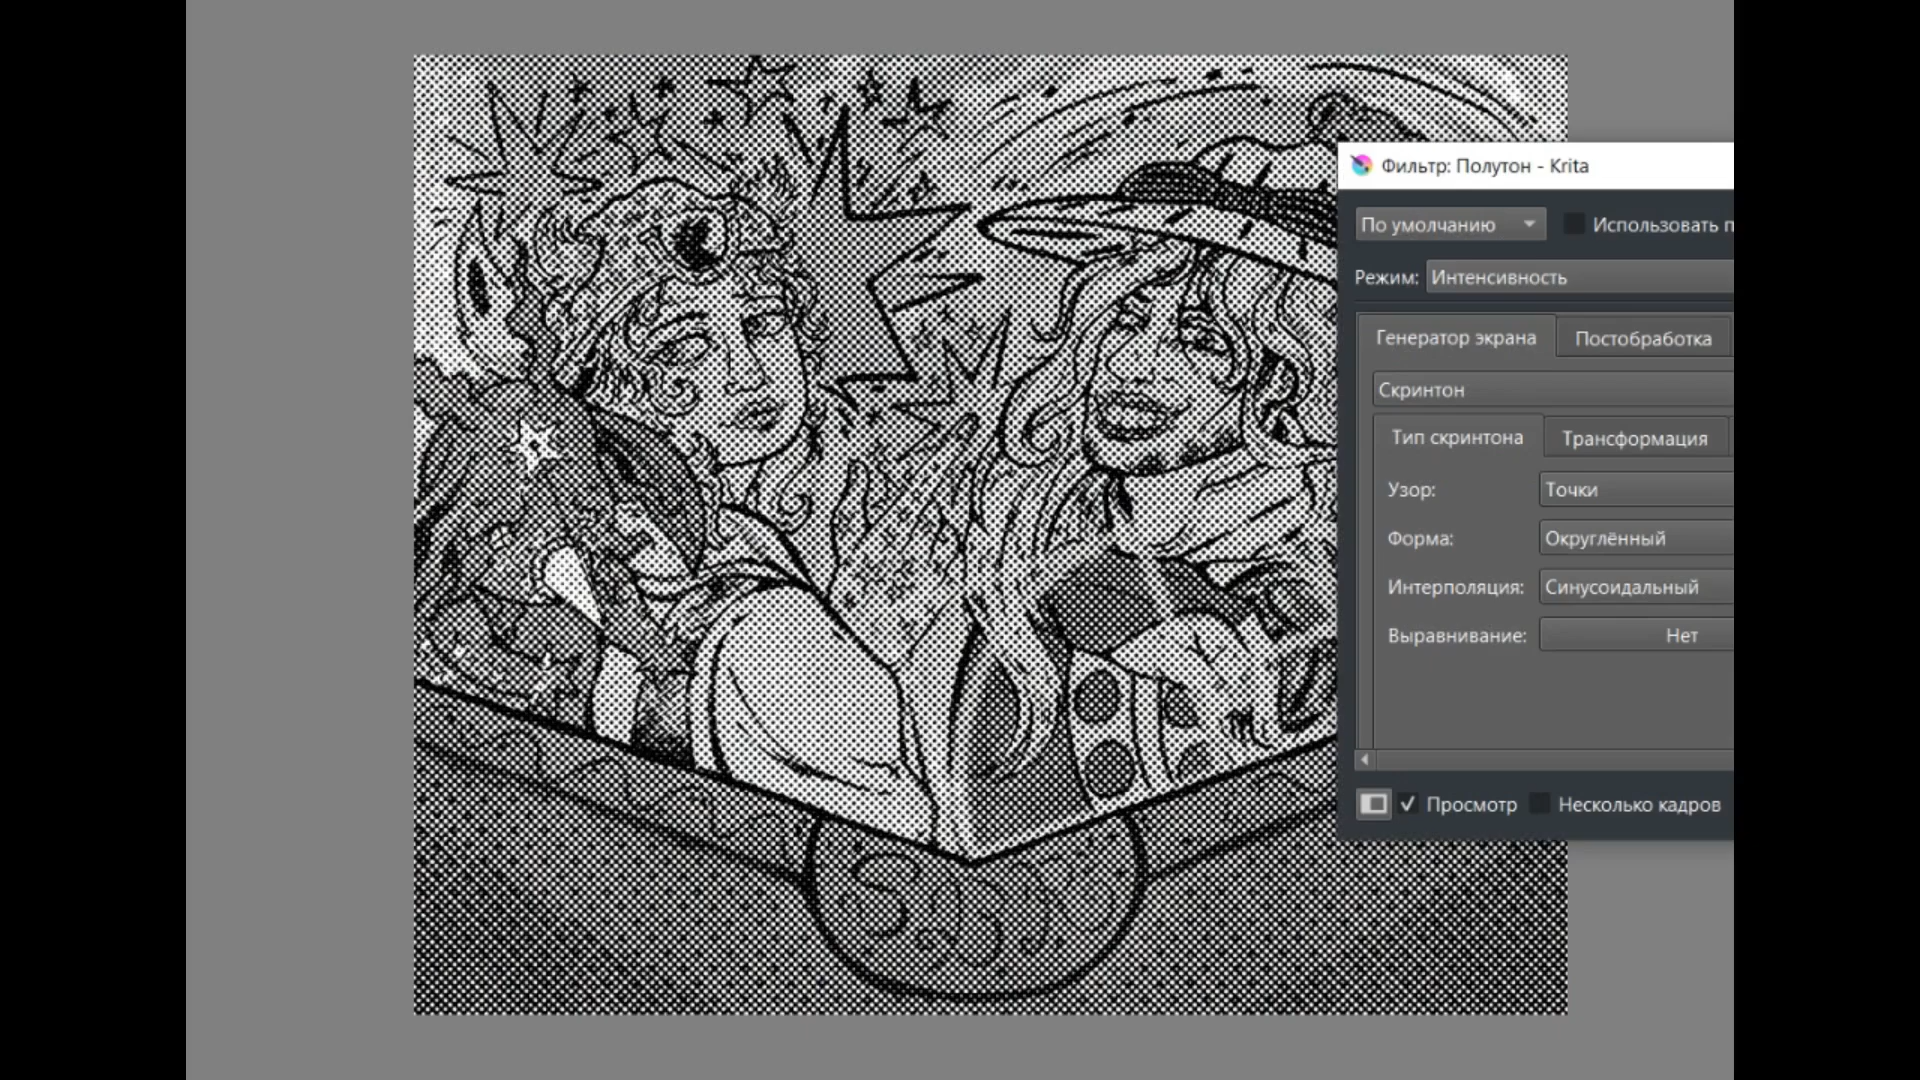 Фильтр: Полутон - Krita
По умолчанию
Использовать
Режим: Интенсивность
Генератор экрана
Постобработка
Скринтон
Тип скринтона
Трансформация
Узор: Точки
Форма: Округлённый
Интерполяция: Синусоидальный
Выравнивание: Нет
Просмотр
Несколько кадров